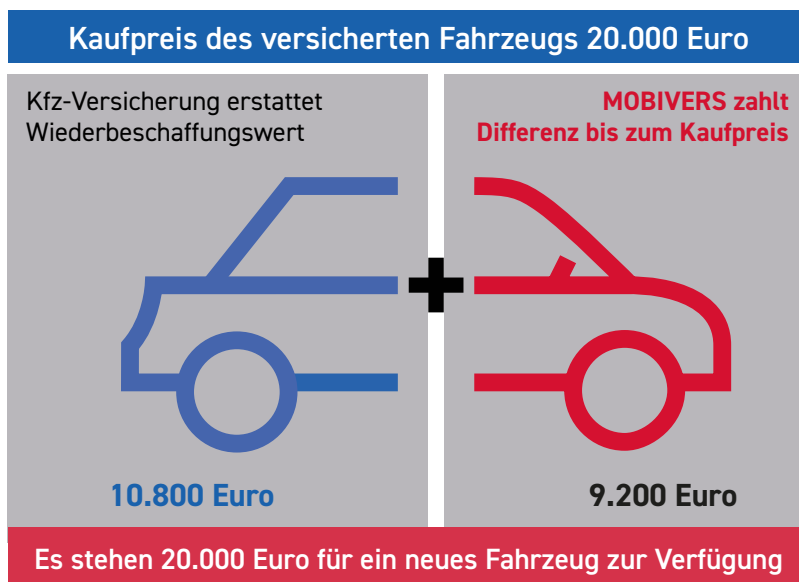 Kaufpreis des versicherten Fahrzeugs 20.000 Euro
Kfz-Versicherung erstattet
Wiederbeschaffungswert
MOBIVERS zahlt
Differenz bis zum Kaufpreis
10.800 Euro
9.200 Euro
Es stehen 20.000 Euro für ein neues Fahrzeug zur Verfügung